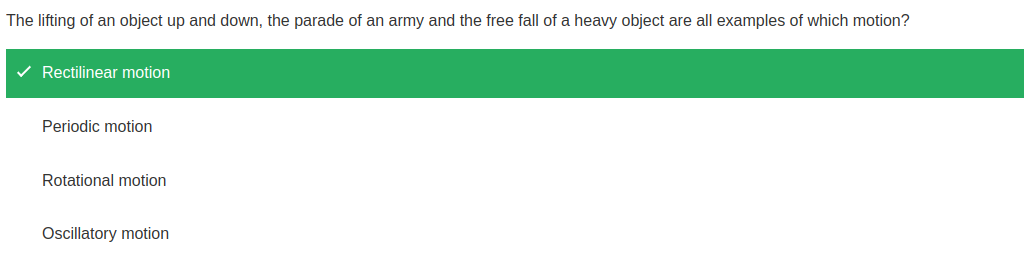 The lifting of an object up and down, the parade of an army and the free fall of a heavy object are all examples of which motion?
Rectilinear motion
Periodic motion
Rotational motion
Oscillatory motion